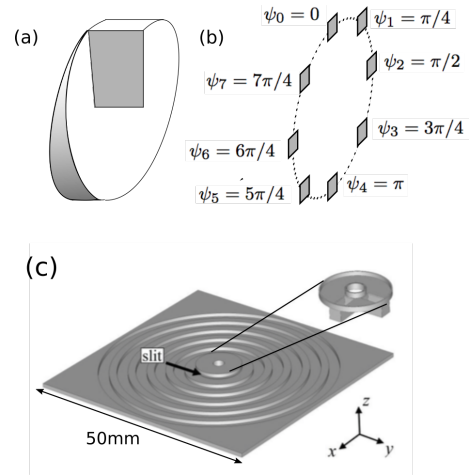 (a)
(b)
ψ₀ = 0
ψ₁ = π/4
ψ₂ = π/2
ψ₇ = 7π/4
ψ₃ = 3π/4
ψ₆ = 6π/4
ψ₅ = 5π/4
ψ₄ = π
(c)
slit
50mm
z
x
y